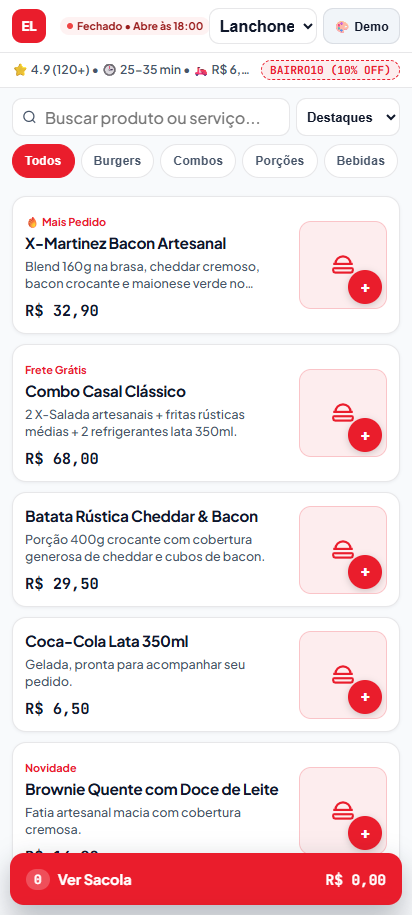 EL
Fechado • Abre às 18:00
Lanchone
Demo
4.9 (120+) • 25–35 min • R$ 6,...
BAIRRO10 (10% OFF)
Buscar produto ou serviço...
Destaques
Todos
Burgers
Combos
Porções
Bebidas
Mais Pedido
X-Martinez Bacon Artesanal
Blend 160g na brasa, cheddar cremoso,
bacon crocante e maionese verde no...
R$ 32,90
+
Frete Grátis
Combo Casal Clássico
2 X-Salada artesanais + fritas rústicas
médias + 2 refrigerantes lata 350ml.
R$ 68,00
+
Batata Rústica Cheddar & Bacon
Porção 400g crocante com cobertura
generosa de cheddar e cubos de bacon.
R$ 29,50
+
Coca-Cola Lata 350ml
Gelada, pronta para acompanhar seu
pedido.
R$ 6,50
+
Novidade
Brownie Quente com Doce de Leite
Fatia artesanal macia com cobertura
cremosa.
+
0 Ver Sacola
R$ 0,00